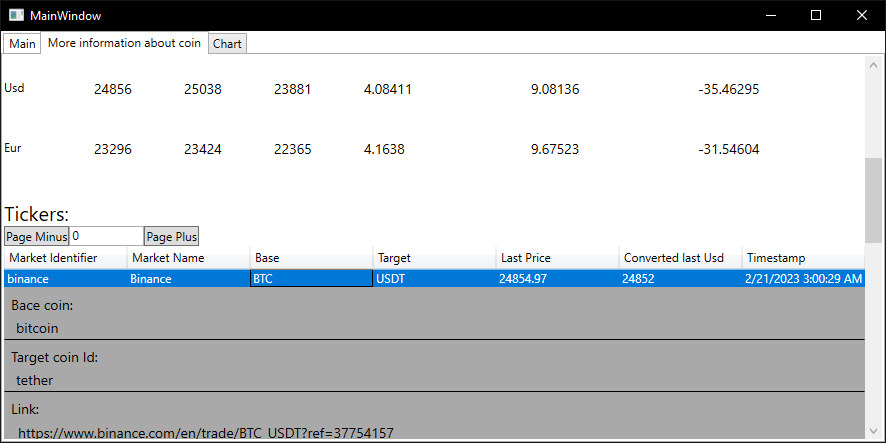 MainWindow
Main More information about coin Chart
Usd 24856 25038 23881 4.08411 9.08136 -35.46295
Eur 23296 23424 22365 4.1638 9.67523 -31.54604
Tickers:
Page Minus 0 Page Plus
Market Identifier Market Name Base Target Last Price Converted last Usd Timestamp
binance Binance BTC USDT 24854.97 24852 2/21/2023 3:00:29 AM
Bace coin:
bitcoin
Target coin Id:
tether
Link:
https://www.binance.com/en/trade/BTC_USDT?ref=37754157